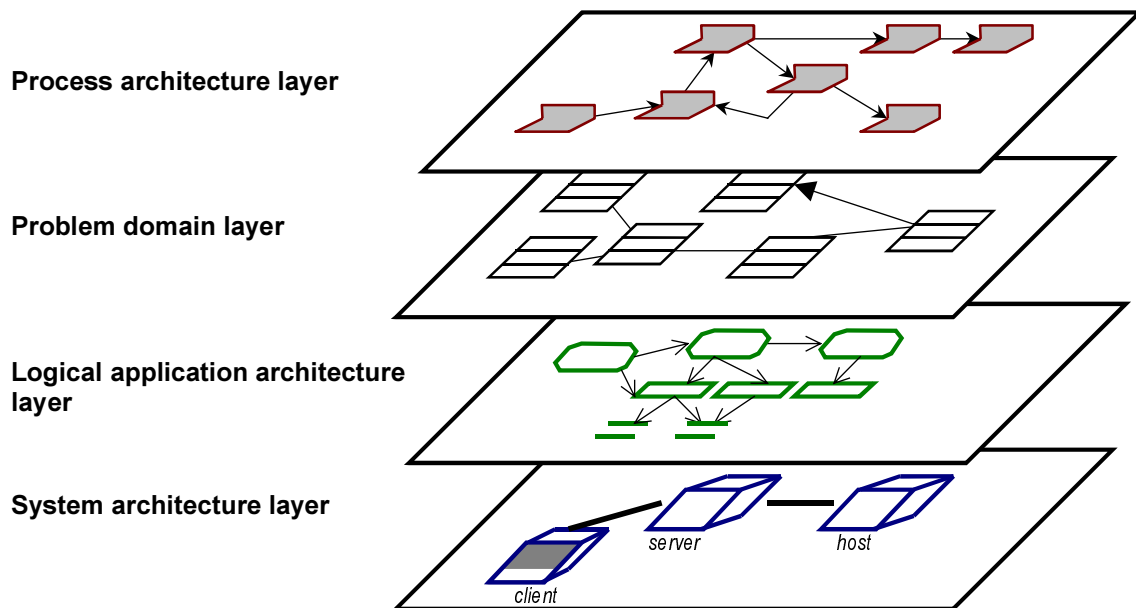 Process architecture layer
Problem domain layer
Logical application architecture
layer
System architecture layer
server
host
client